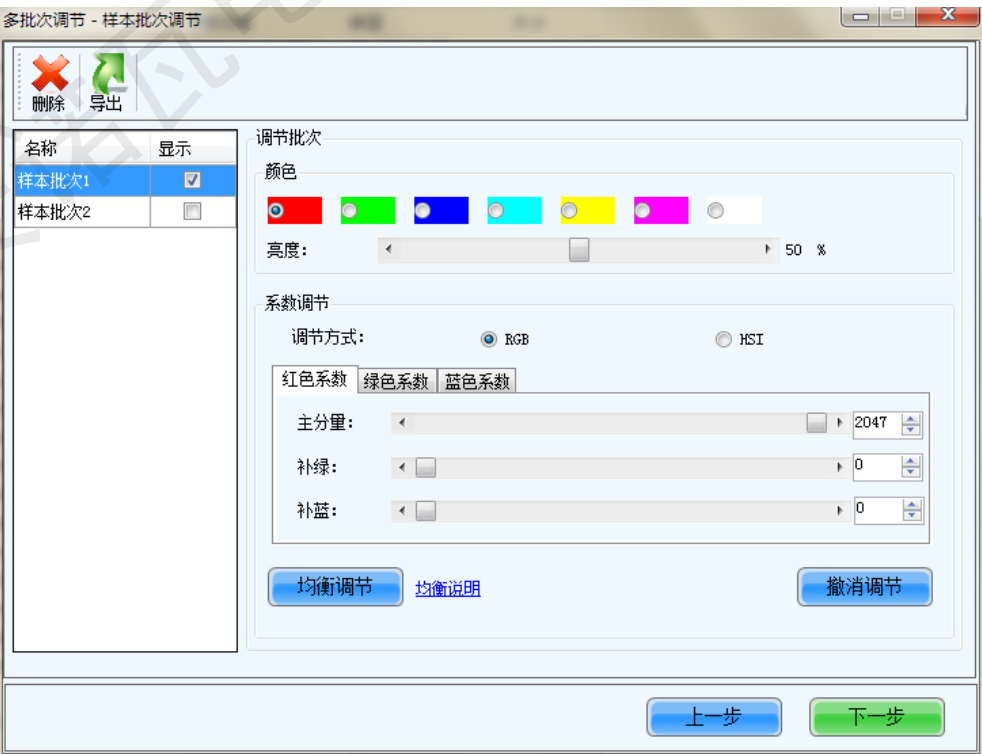 多批次调节 - 样本批次调节
删除 导出
名称 显示
样本批次1
样本批次2
调节批次
颜色
亮度: 50 %
系数调节
调节方式: RGB HSI
红色系数 绿色系数 蓝色系数
主分量: 2047
补绿: 0
补蓝: 0
均衡调节 均衡说明 撤消调节
上一步 下一步